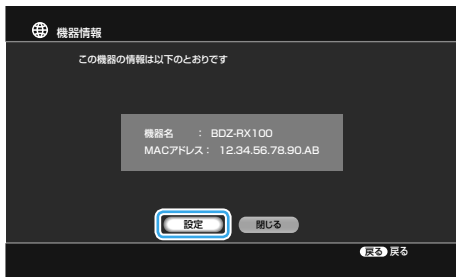 機器情報
この機器の情報は以下のとおりです
機器名 : BDZ-RX100
MACアドレス : 12.34.56.78.90.AB
設定 閉じる
戻る 戻る